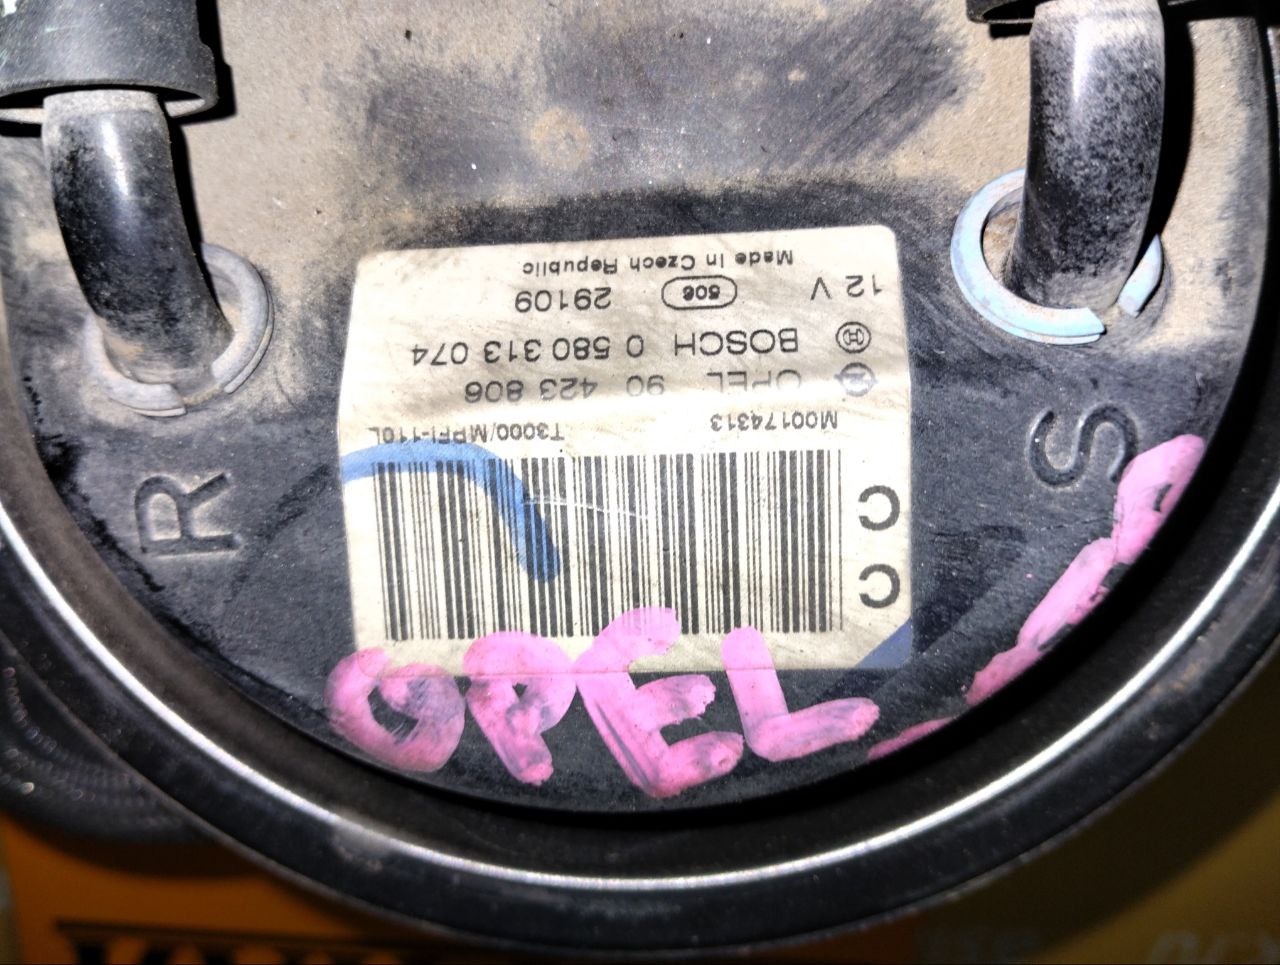 CC
M00174313 T3000/MPFI-110L
OPEL 90 423 806
BOSCH 0 580 313 074
12 V 506 29109
Made In Czech Republic
R
S
OPEL